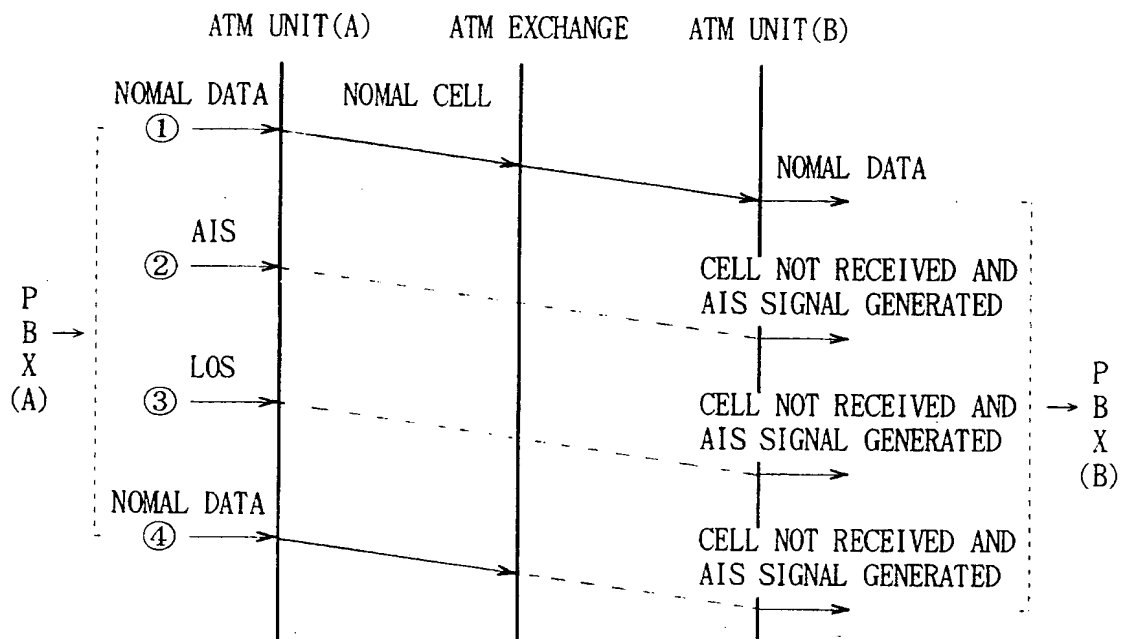 ATM UNIT(A) ATM EXCHANGE ATM UNIT(B)
NOMAL DATA NOMAL CELL
①
NOMAL DATA
AIS
②
CELL NOT RECEIVED AND
AIS SIGNAL GENERATED
P
B
X
(A)
LOS
③
CELL NOT RECEIVED AND
AIS SIGNAL GENERATED
P
B
X
(B)
NOMAL DATA
④
CELL NOT RECEIVED AND
AIS SIGNAL GENERATED